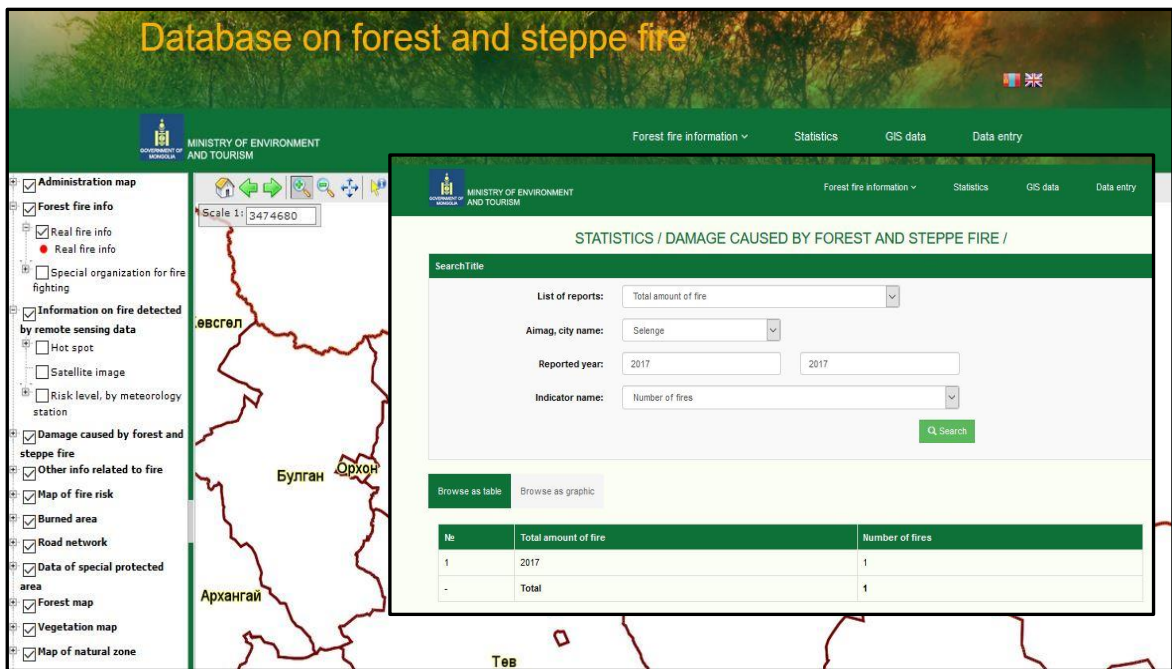 Database on forest and steppe fire
GOVERNMENT OF
MONGOLIA
MINISTRY OF ENVIRONMENT
AND TOURISM
Forest fire information
Statistics
GIS data
Data entry
Administration map
Forest fire info
Real fire info
Real fire info
Special organization for fire
fighting
Information on fire detected
by remote sensing data
Hot spot
Satellite image
Risk level, by meteorology
station
Damage caused by forest and
steppe fire
Other info related to fire
Map of fire risk
Burned area
Road network
Data of special protected
area
Forest map
Vegetation map
Map of natural zone
Scale 1: 3474680
.өвсгөл
Булган
Орхон
Архангай
Төв
GOVERNMENT OF
MONGOLIA
MINISTRY OF ENVIRONMENT
AND TOURISM
Forest fire information
Statistics
GIS data
Data entry
STATISTICS / DAMAGE CAUSED BY FOREST AND STEPPE FIRE /
SearchTitle
List of reports: Total amount of fire
Aimag, city name: Selenge
Reported year: 2017 2017
Indicator name: Number of fires
Search
Browse as table Browse as graphic
№ Total amount of fire Number of fires
1 2017 1
- Total 1